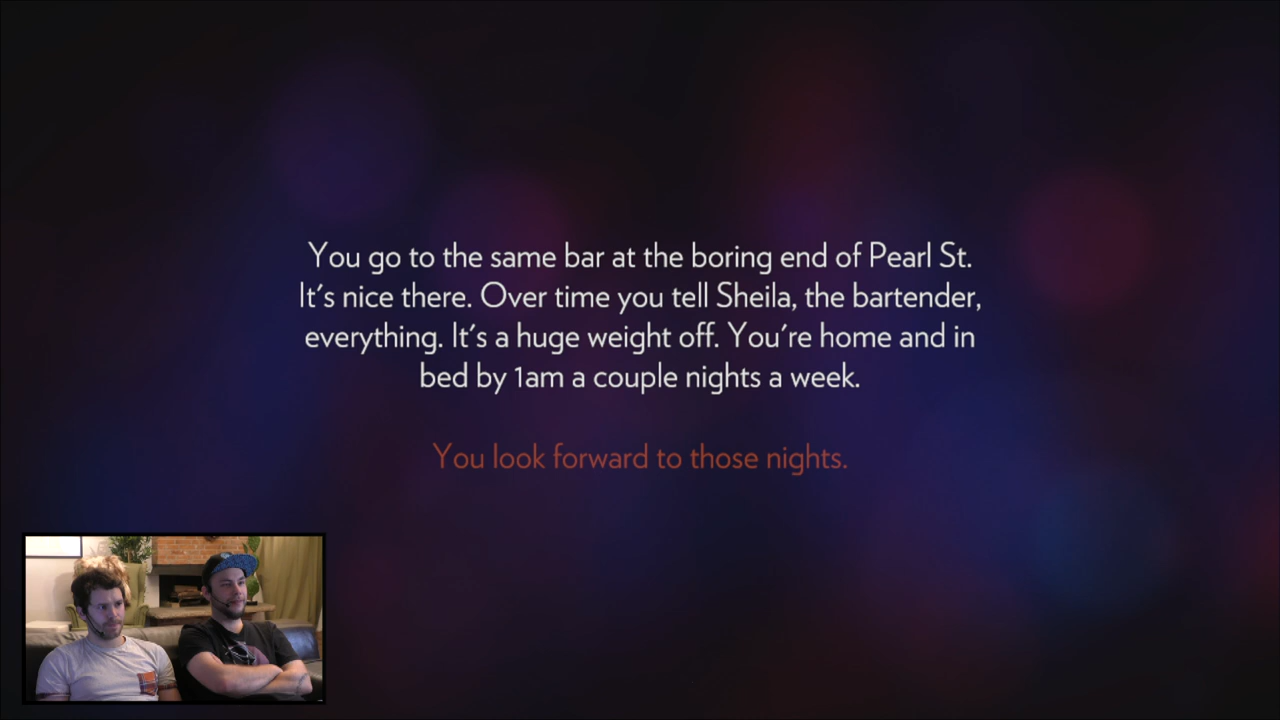 You go to the same bar at the boring end of Pearl St.
It's nice there. Over time you tell Sheila, the bartender,
everything. It's a huge weight off. You're home and in
bed by 1am a couple nights a week.
You look forward to those nights.